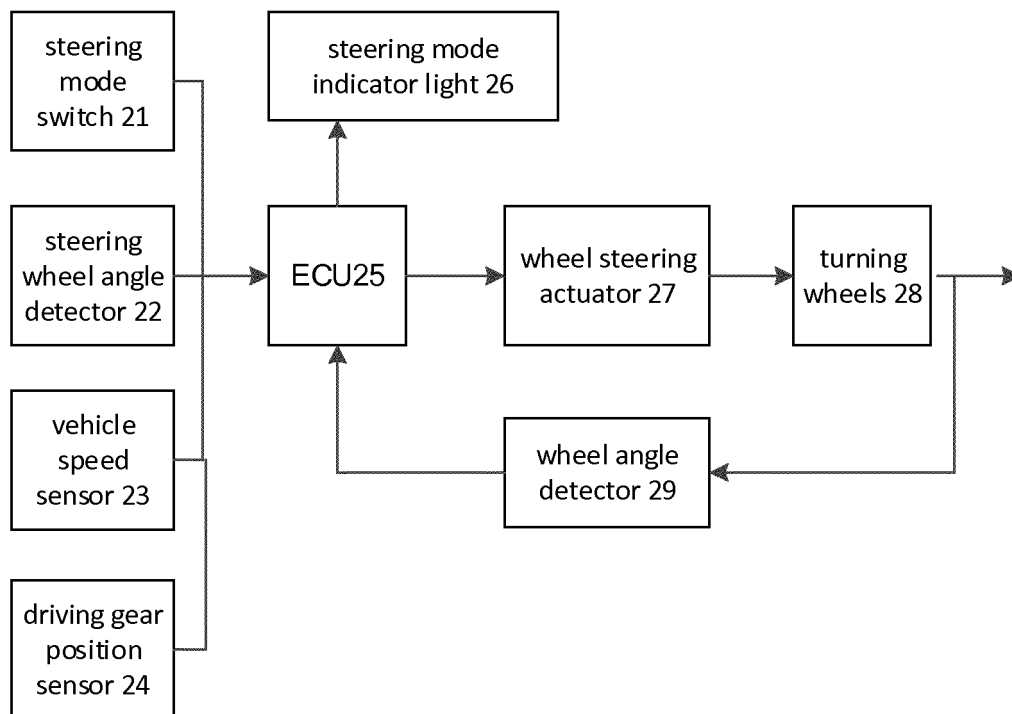 steering
mode
switch 21
steering mode
indicator light 26
steering
wheel angle
detector 22
ECU25
wheel steering
actuator 27
turning
wheels 28
vehicle
speed
sensor 23
wheel angle
detector 29
driving gear
position
sensor 24